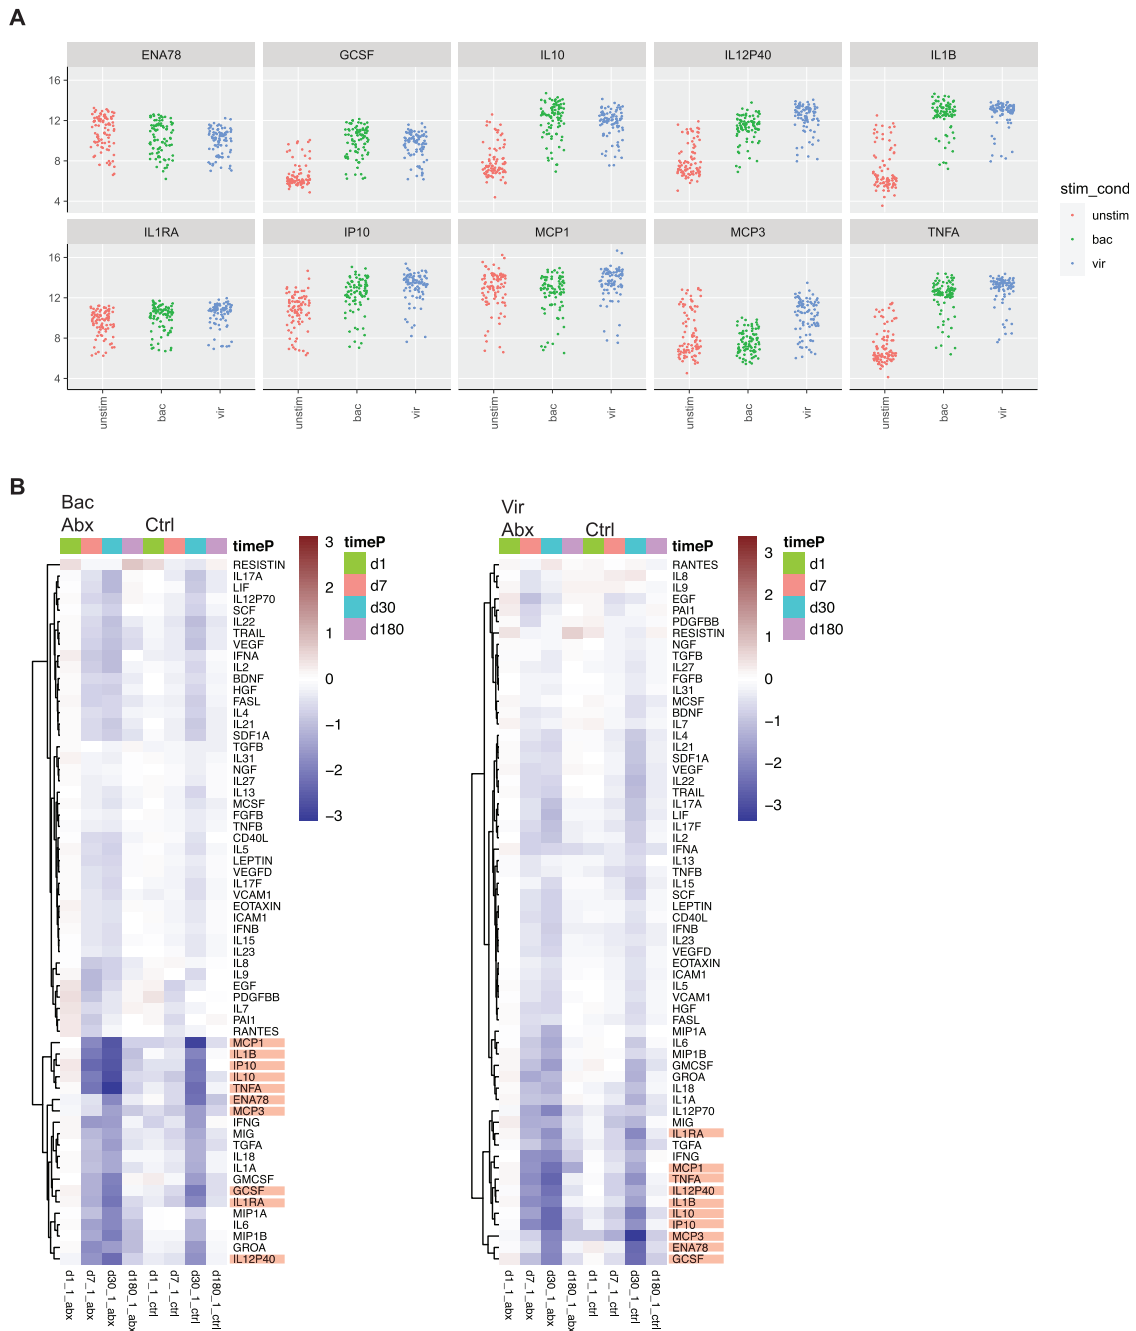 A
ENA78
GCSF
IL10
IL12P40
IL1B
16
12
8
4
IL1RA
IP10
MCP1
MCP3
TNFA
16
12
8
4
unstim
bac
vir
unstim
bac
vir
unstim
bac
vir
unstim
bac
vir
unstim
bac
vir
stim_cond
unstim
bac
vir
B
Bac
Abx
Ctrl
timeP
d1
d7
d30
d180
3
2
1
0
−1
−2
−3
RESISTIN
IL17A
LIF
IL12P70
SCF
IL22
TRAIL
VEGF
IFNA
IL2
BDNF
HGF
FASL
IL4
IL21
SDF1A
TGFB
IL31
NGF
IL27
IL13
MCSF
FGFB
TNFB
CD40L
IL5
LEPTIN
VEGFD
IL17F
VCAM1
EOTAXIN
ICAM1
IFNB
IL15
IL23
IL8
IL9
EGF
PDGFBB
IL7
PAI1
RANTES
MCP1
IL1B
IP10
IL10
TNFA
ENA78
MCP3
IFNG
MIG
TGFA
IL18
IL1A
GMCSF
GCSF
IL1RA
MIP1A
IL6
MIP1B
GROA
IL12P40
d1_1_abx
d7_1_abx
d30_1_abx
d180_1_abx
d1_1_ctrl
d7_1_ctrl
d30_1_ctrl
d180_1_ctrl
Vir
Abx
Ctrl
timeP
d1
d7
d30
d180
3
2
1
0
−1
−2
−3
RANTES
IL8
IL9
EGF
PAI1
PDGFBB
RESISTIN
NGF
TGFB
IL27
FGFB
IL31
MCSF
BDNF
IL7
IL4
IL21
SDF1A
VEGF
IL22
TRAIL
IL17A
LIF
IL17F
IL2
IFNA
IL13
TNFB
IL15
SCF
LEPTIN
CD40L
IFNB
IL23
VEGFD
EOTAXIN
ICAM1
IL5
VCAM1
HGF
FASL
MIP1A
IL6
MIP1B
GMCSF
GROA
IL18
IL1A
IL12P70
MIG
IL1RA
TGFA
IFNG
MCP1
TNFA
IL12P40
IL1B
IL10
IP10
MCP3
ENA78
GCSF
d1_1_abx
d7_1_abx
d30_1_abx
d180_1_abx
d1_1_ctrl
d7_1_ctrl
d30_1_ctrl
d180_1_ctrl